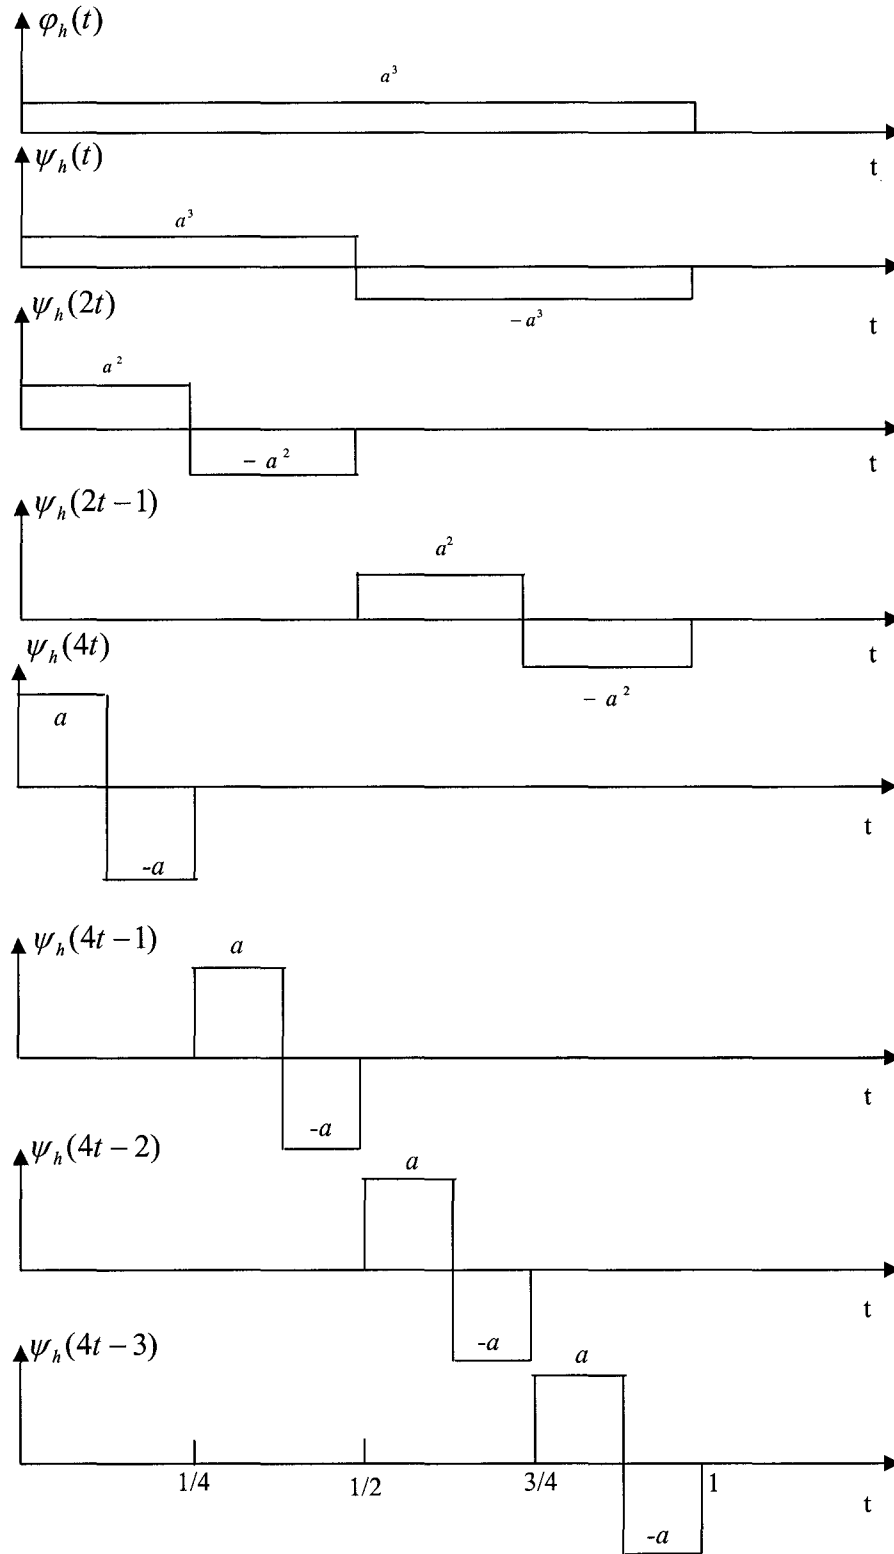 φ_h(t)
a³
t
ψ_h(t)
a³
-a³
t
ψ_h(2t)
a²
- a²
t
ψ_h(2t-1)
a²
- a²
t
ψ_h(4t)
a
-a
t
ψ_h(4t-1)
a
-a
t
ψ_h(4t-2)
a
-a
t
ψ_h(4t-3)
a
1/4 1/2 3/4 1
-a
t